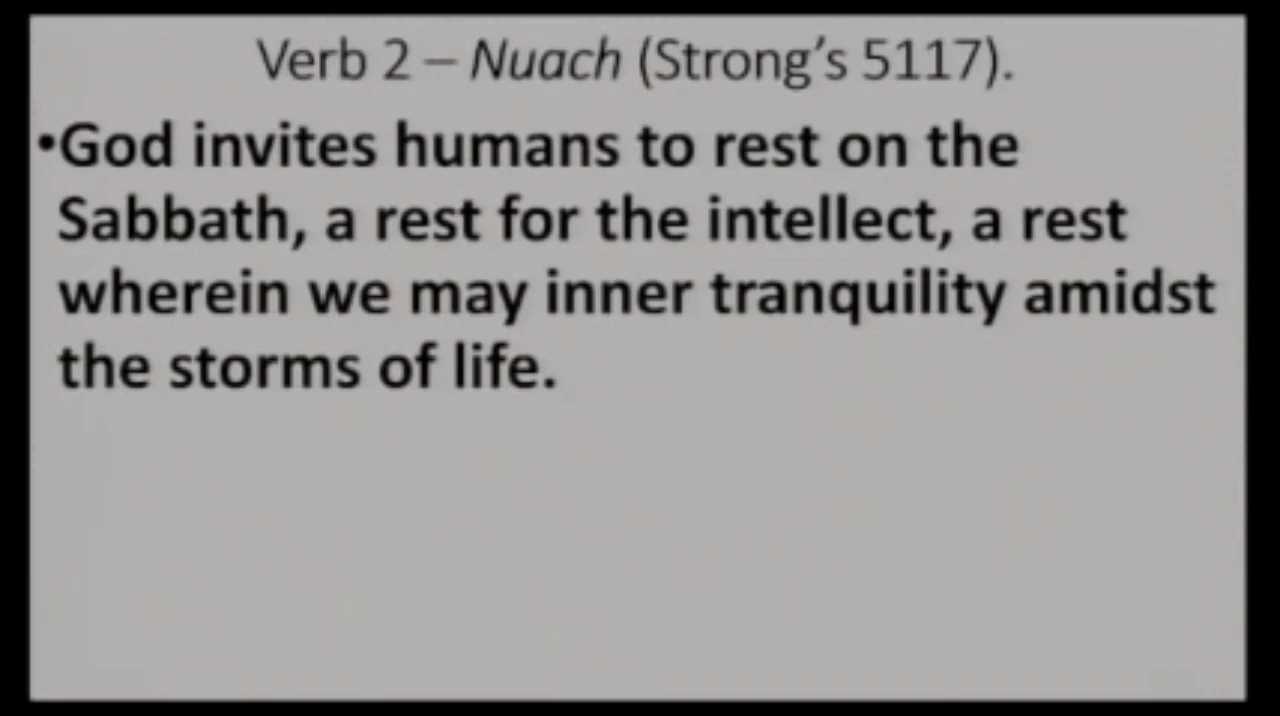 Verb 2 – Nuach (Strong’s 5117).
•God invites humans to rest on the
Sabbath, a rest for the intellect, a rest
wherein we may inner tranquility amidst
the storms of life.